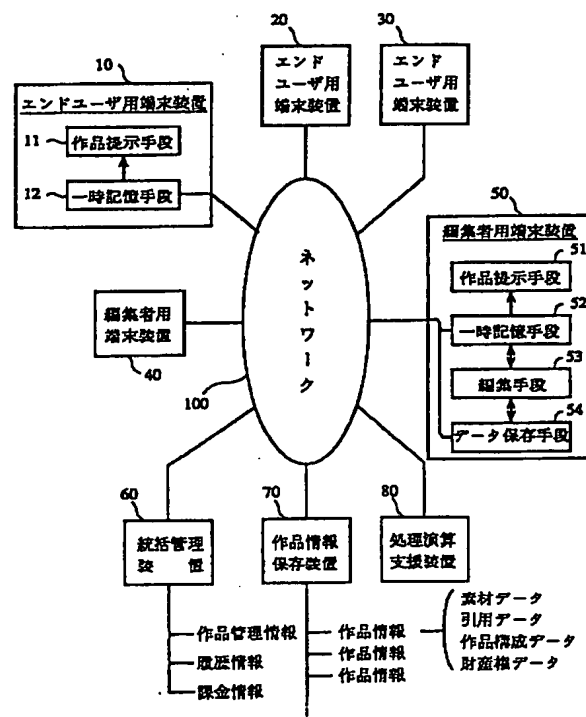 20
30
10
エンド
ユーザ用
端末装置
エンド
ユーザ用
端末装置
エンドユーザ用端末装置
11
作品提示手段
12
一時記憶手段
50
編集者用端末装置
51
作品提示手段
52
一時記憶手段
53
編集手段
54
データ保存手段
ネットワーク
100
編集者用
端末装置
40
60
統括管理
装置
70
作品情報
保存装置
80
処理演算
支援装置
作品管理情報
履歴情報
課金情報
作品情報
作品情報
作品情報
素材データ
引用データ
作品構成データ
財産権データ